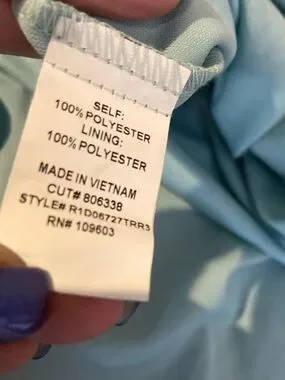 SELF:
100% POLYESTER
LINING:
100% POLYESTER
MADE IN VIETNAM
CUT# 806338
STYLE# R1D06727TRR3
RN# 109603